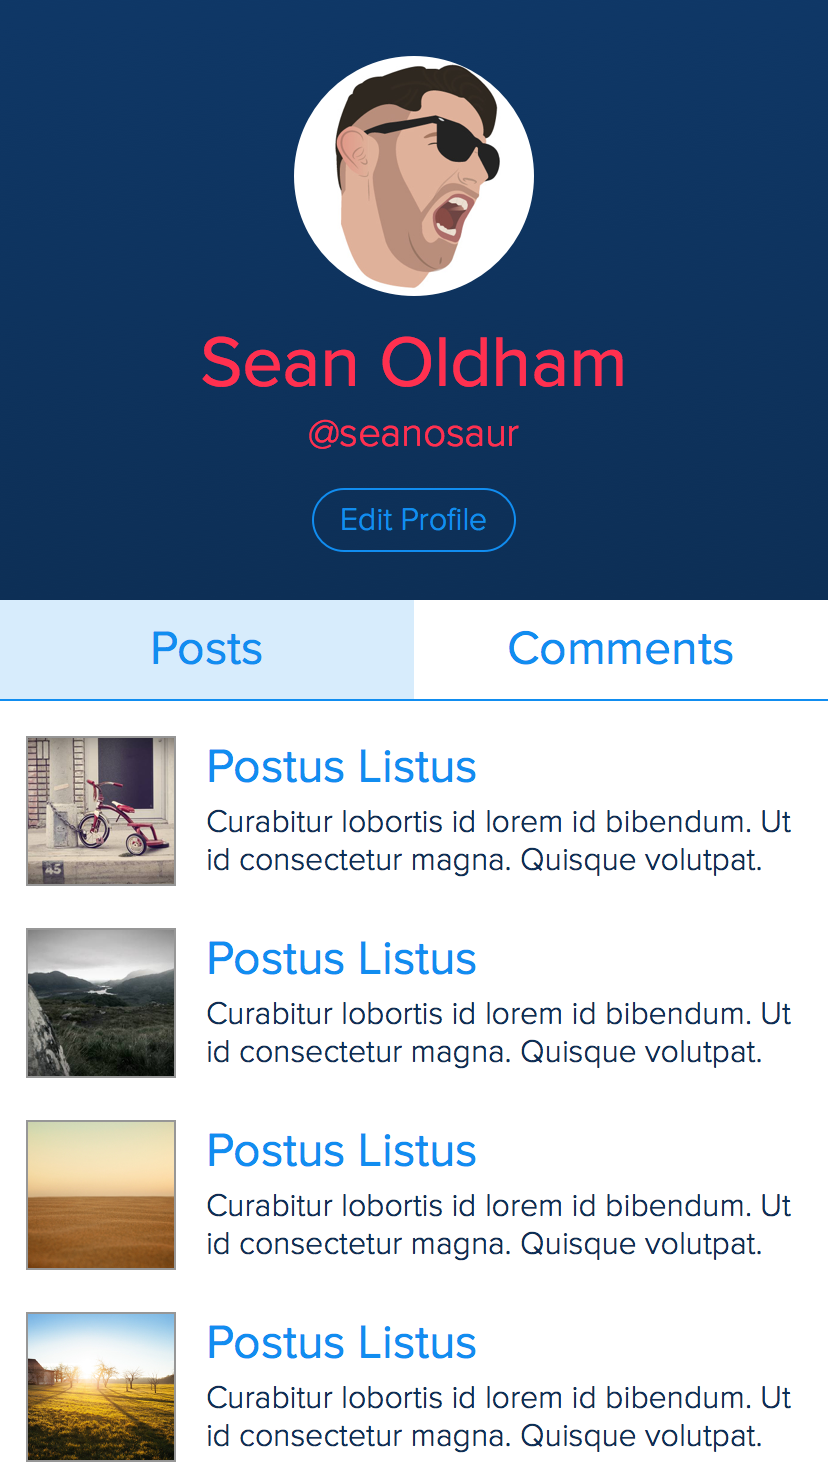 Sean Oldham
@seanosaur
Edit Profile
Posts
Comments
Postus Listus
Curabitur lobortis id lorem id bibendum. Ut
id consectetur magna. Quisque volutpat.
45
Postus Listus
Curabitur lobortis id lorem id bibendum. Ut
id consectetur magna. Quisque volutpat.
Postus Listus
Curabitur lobortis id lorem id bibendum. Ut
id consectetur magna. Quisque volutpat.
Postus Listus
Curabitur lobortis id lorem id bibendum. Ut
id consectetur magna. Quisque volutpat.